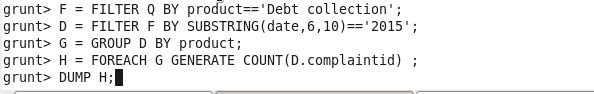 grunt> F = FILTER Q BY product=='Debt collection';
grunt> D = FILTER F BY SUBSTRING(date,6,10)=='2015';
grunt> G = GROUP D BY product;
grunt> H = FOREACH G GENERATE COUNT(D.complaintid) ;
grunt> DUMP H;